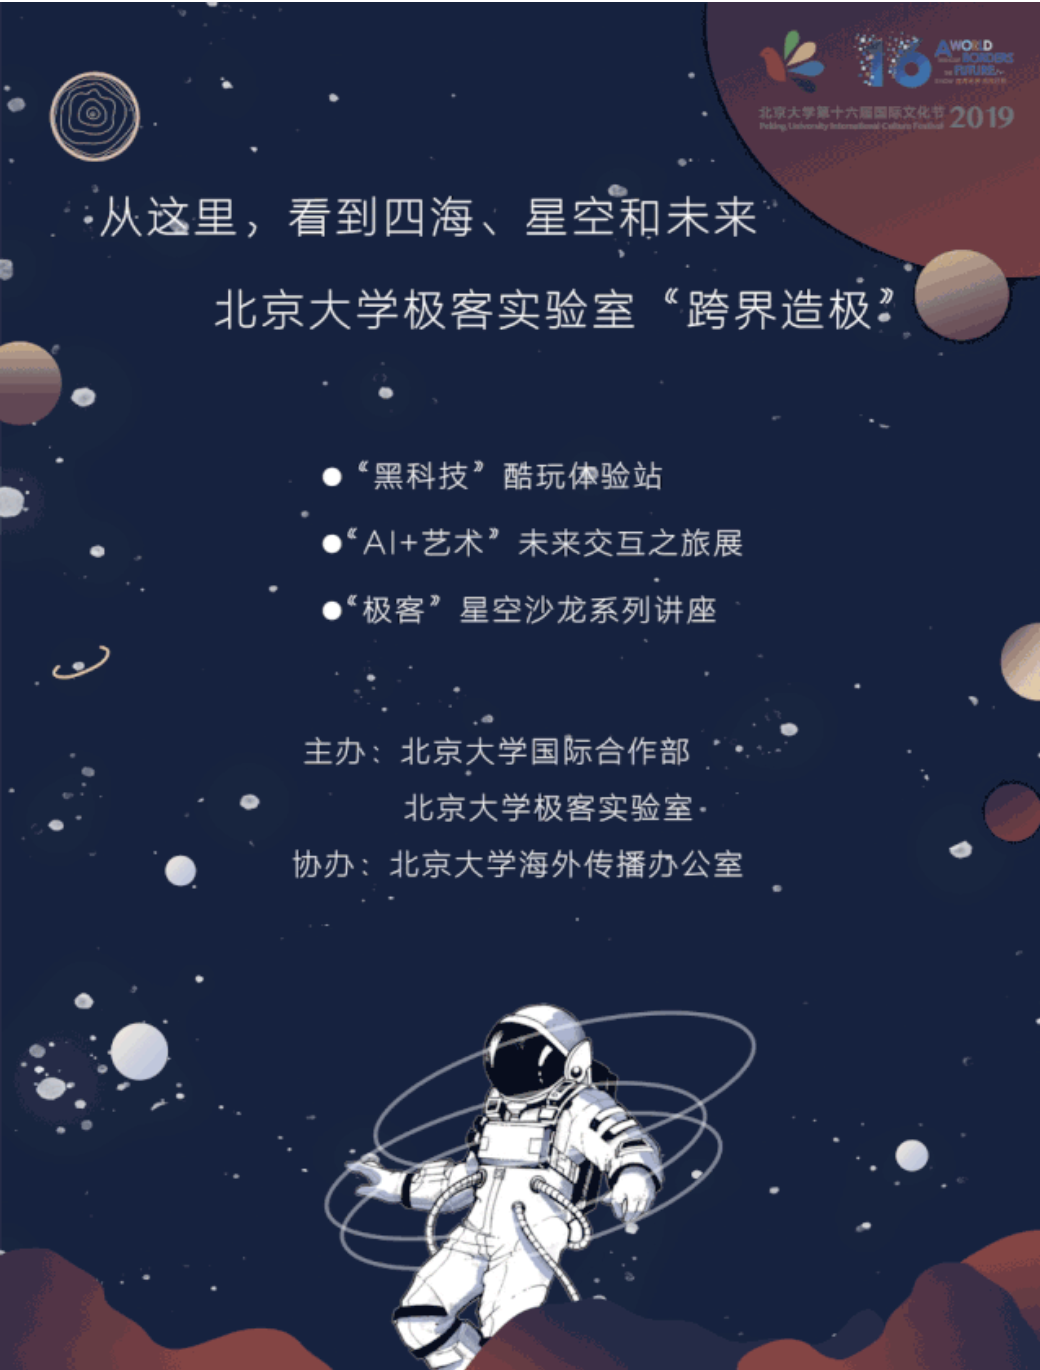 16
A WORLD
BORDERS
FUTURE
北京大学第十六届国际文化节 2019
Peking University International Culture Festival
从这里，看到四海、星空和未来
北京大学极客实验室“跨界造极”
●“黑科技”酷玩体验站
●“AI+艺术”未来交互之旅展
●“极客”星空沙龙系列讲座
主办：北京大学国际合作部
北京大学极客实验室
协办：北京大学海外传播办公室